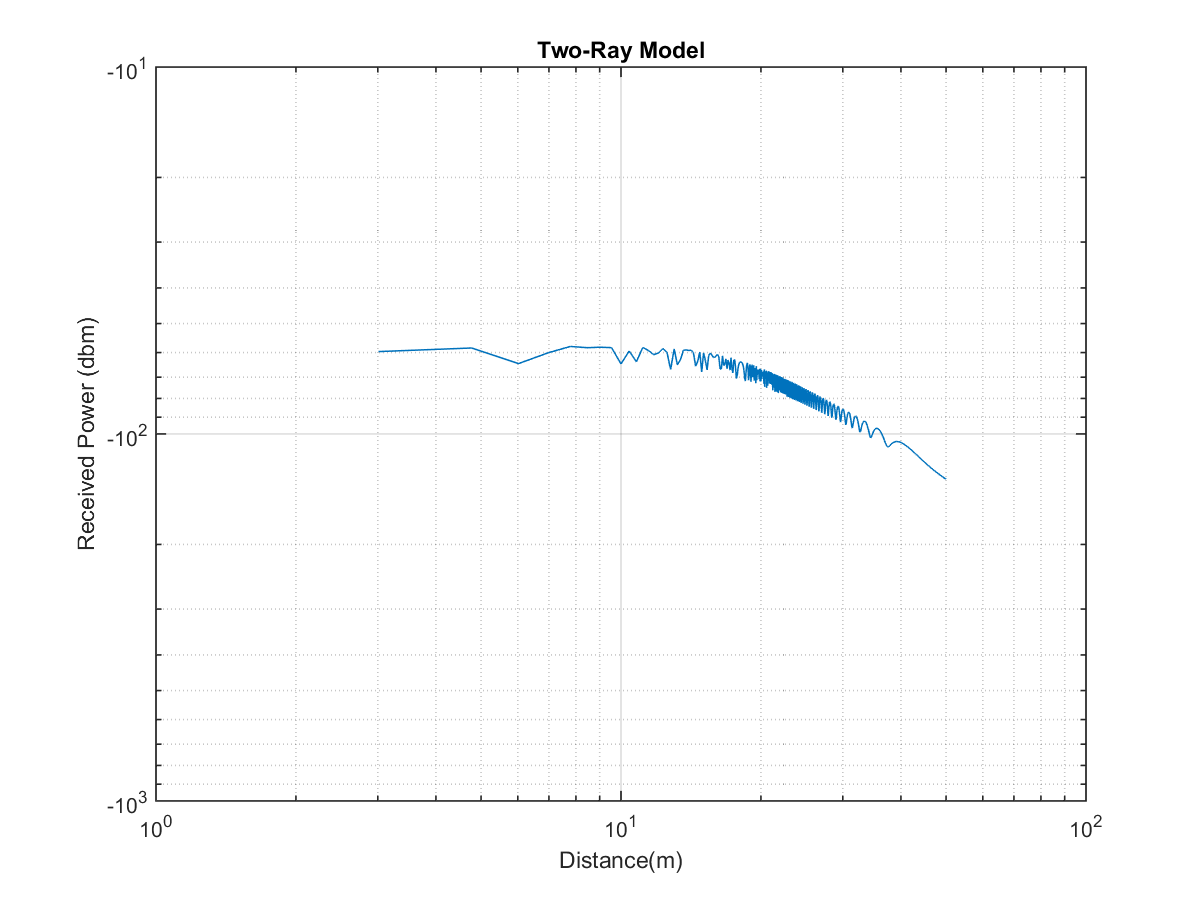 Two-Ray Model
-10^1
-10^2
-10^3
Received Power (dbm)
10^0
10^1
10^2
Distance(m)